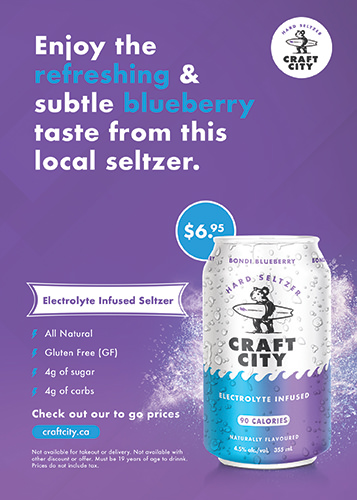 Enjoy the
refreshing &
subtle blueberry
taste from this
local seltzer.
HARD SELTZER
CRAFT
CITY
$6.95
Electrolyte Infused Seltzer
All Natural
Gluten Free (GF)
4g of sugar
4g of carbs
Check out our to go prices
craftcity.ca
Not available for takeout or delivery. Not available with
other discount or offer. Must be 19 years of age to drinnk.
Prices do not include tax.
BONDI BLUEBERRY
HARD SELTZER
CRAFT
CITY
ELECTROLYTE INFUSED
90 CALORIES
NATURALLY FLAVOURED
4.5% alc./vol. 355 ml